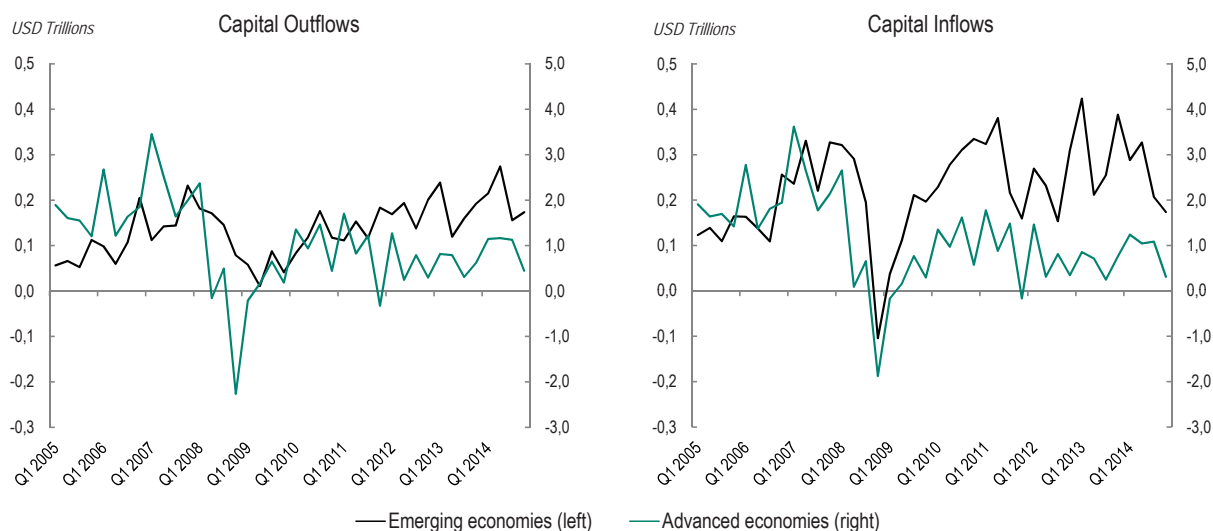 USD Trillions
Capital Outflows
0,5
0,4
0,3
0,2
0,1
0,0
-0,1
-0,2
-0,3
5,0
4,0
3,0
2,0
1,0
0,0
-1,0
-2,0
-3,0
Q1 2005
Q1 2006
Q1 2007
Q1 2008
Q1 2009
Q1 2010
Q1 2011
Q1 2012
Q1 2013
Q1 2014
USD Trillions
Capital Inflows
0,5
0,4
0,3
0,2
0,1
0,0
-0,1
-0,2
-0,3
5,0
4,0
3,0
2,0
1,0
0,0
-1,0
-2,0
-3,0
Q1 2005
Q1 2006
Q1 2007
Q1 2008
Q1 2009
Q1 2010
Q1 2011
Q1 2012
Q1 2013
Q1 2014
Emerging economies (left)
Advanced economies (right)